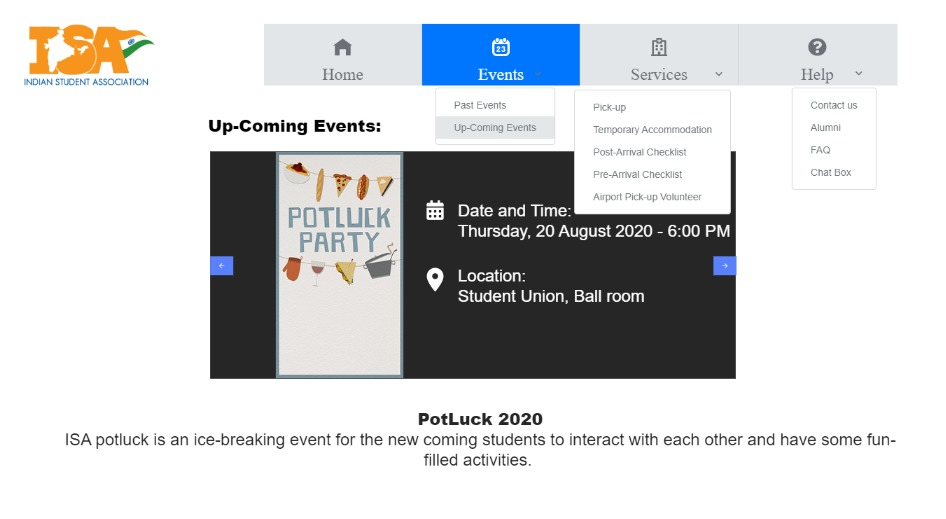 ISA
INDIAN STUDENT ASSOCIATION
Home
23
Events
Services
Help
Past Events
Up-Coming Events
Pick-up
Temporary Accommodation
Post-Arrival Checklist
Pre-Arrival Checklist
Airport Pick-up Volunteer
Contact us
Alumni
FAQ
Chat Box
Up-Coming Events:
POTLUCK
PARTY
Date and Time:
Thursday, 20 August 2020 - 6:00 PM
Location:
Student Union, Ball room
PotLuck 2020
ISA potluck is an ice-breaking event for the new coming students to interact with each other and have some fun-
filled activities.